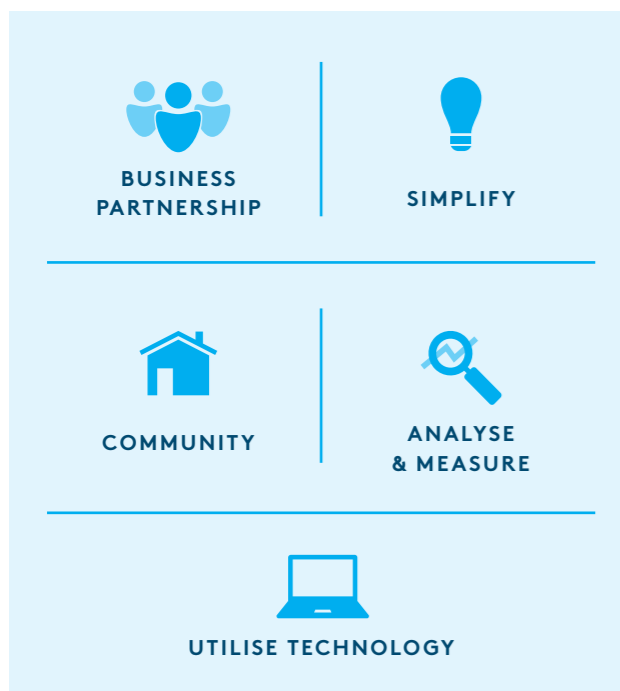 BUSINESS
PARTNERSHIP
SIMPLIFY
COMMUNITY
ANALYSE
& MEASURE
UTILISE TECHNOLOGY